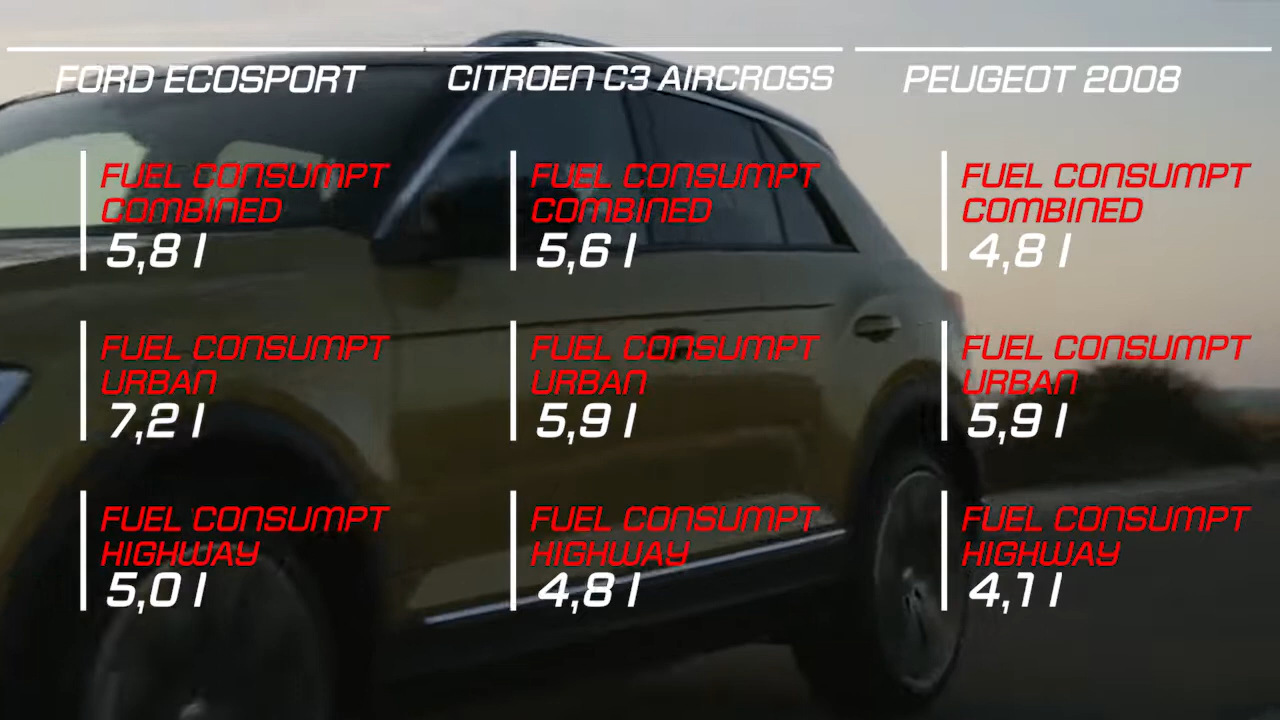 FORD ECOSPORT
CITROEN C3 AIRCROSS
PEUGEOT 2008
FUEL CONSUMPT
COMBINED
5,8 l
FUEL CONSUMPT
COMBINED
5,6 l
FUEL CONSUMPT
COMBINED
4,8 l
FUEL CONSUMPT
URBAN
7,2 l
FUEL CONSUMPT
URBAN
5,9 l
FUEL CONSUMPT
URBAN
5,9 l
FUEL CONSUMPT
HIGHWAY
5,0 l
FUEL CONSUMPT
HIGHWAY
4,8 l
FUEL CONSUMPT
HIGHWAY
4,1 l